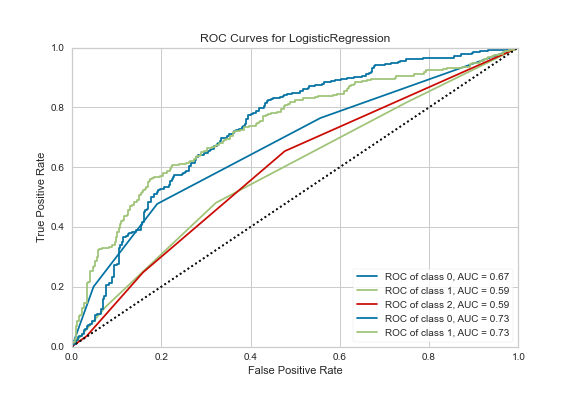 ROC Curves for LogisticRegression
1.0
0.8
0.6
0.4
0.2
0.0
True Positive Rate
ROC of class 0, AUC = 0.67
ROC of class 1, AUC = 0.59
ROC of class 2, AUC = 0.59
ROC of class 0, AUC = 0.73
ROC of class 1, AUC = 0.73
0.0 0.2 0.4 0.6 0.8 1.0
False Positive Rate